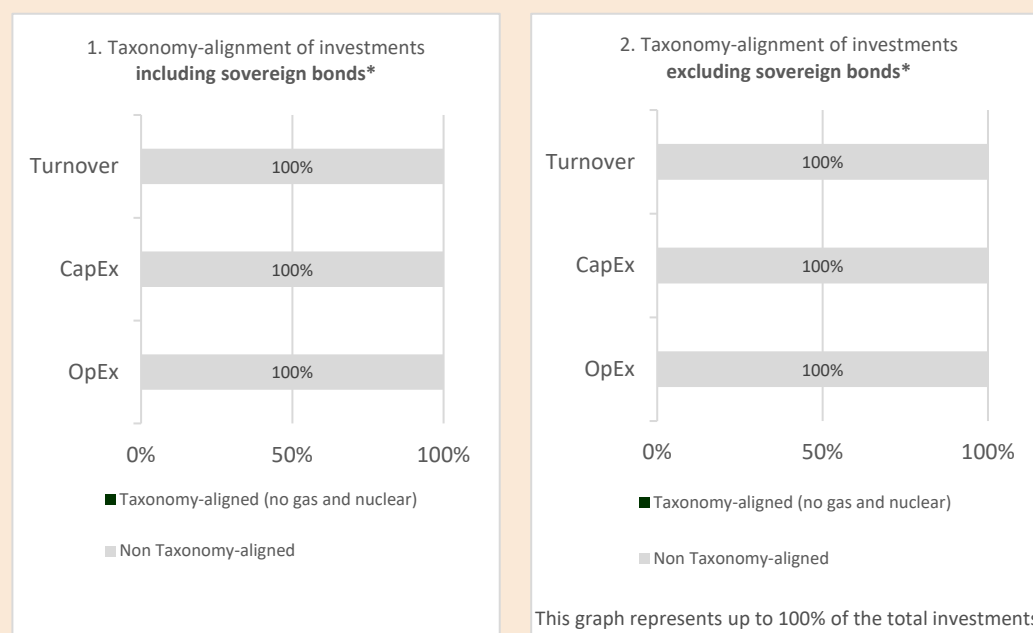 1. Taxonomy-alignment of investments
including sovereign bonds*
Turnover
100%
CapEx
100%
OpEx
100%
0%
50%
100%
Taxonomy-aligned (no gas and nuclear)
Non Taxonomy-aligned
2. Taxonomy-alignment of investments
excluding sovereign bonds*
Turnover
100%
CapEx
100%
OpEx
100%
0%
50%
100%
Taxonomy-aligned (no gas and nuclear)
Non Taxonomy-aligned
This graph represents up to 100% of the total investments